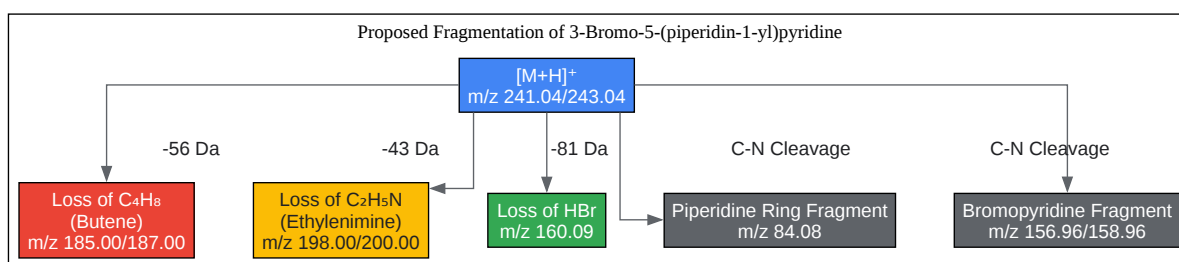 Proposed Fragmentation of 3-Bromo-5-(piperidin-1-yl)pyridine
[M+H]⁺
m/z 241.04/243.04
-56 Da
-43 Da
-81 Da
C-N Cleavage
C-N Cleavage
Loss of C₄H₈
(Butene)
m/z 185.00/187.00
Loss of C₂H₅N
(Ethylenimine)
m/z 198.00/200.00
Loss of HBr
m/z 160.09
Piperidine Ring Fragment
m/z 84.08
Bromopyridine Fragment
m/z 156.96/158.96